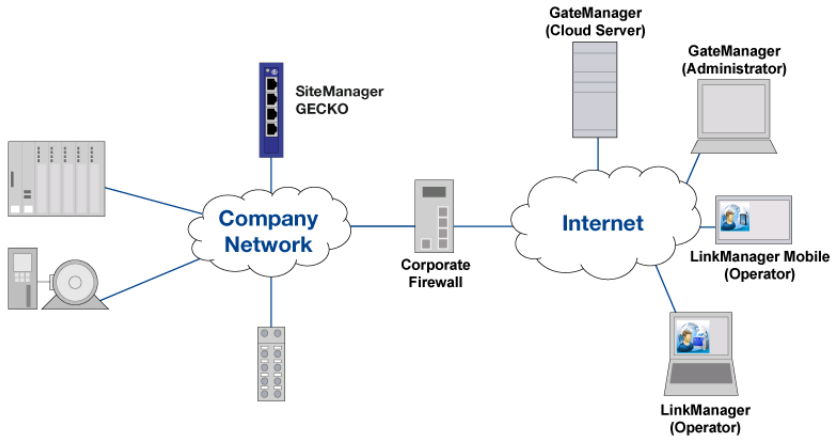 GateManager
(Cloud Server)
GateManager
(Administrator)
SiteManager
GECKO
Company
Network
Internet
Corporate
Firewall
LinkManager Mobile
(Operator)
LinkManager
(Operator)